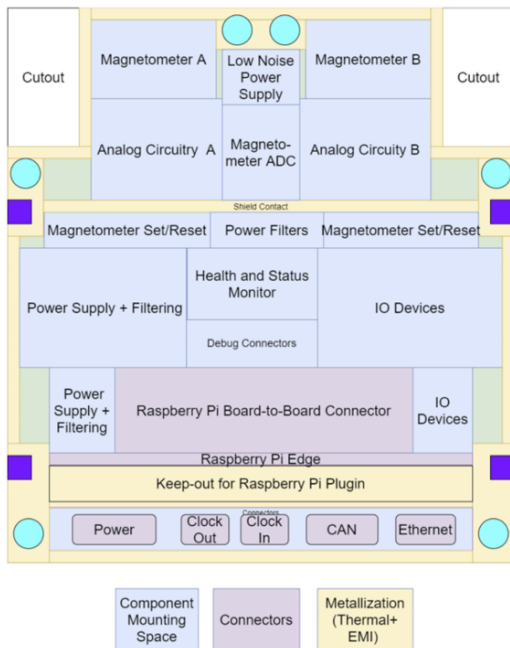 Cutout
Magnetometer A
Low Noise
Power
Supply
Magnetometer B
Cutout
Analog Circuitry A
Magneto-
meter ADC
Analog Circuity B
Shield Contact
Magnetometer Set/Reset
Power Filters
Magnetometer Set/Reset
Power Supply + Filtering
Health and Status
Monitor
IO Devices
Debug Connectors
Power
Supply +
Filtering
Raspberry Pi Board-to-Board Connector
IO
Devices
Raspberry Pi Edge
Keep-out for Raspberry Pi Plugin
Connectors
Power
Clock
Out
Clock
In
CAN
Ethernet
Component
Mounting
Space
Connectors
Metallization
(Thermal+
EMI)